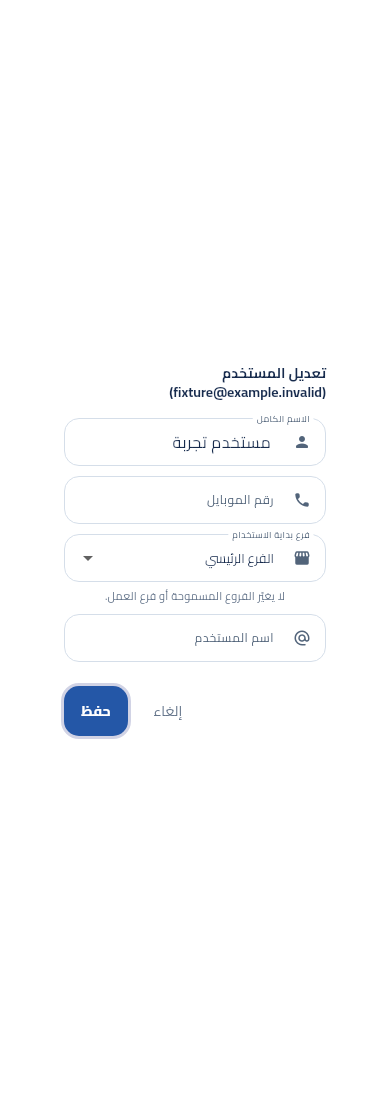 تعديل المستخدم
(fixture@example.invalid)
الاسم الكامل
مستخدم تجربة
رقم الموبايل
فرع بداية الاستخدام
الفرع الرئيسي
لا يغيّر الفروع المسموحة أو فرع العمل.
اسم المستخدم
إلغاء
حفظ